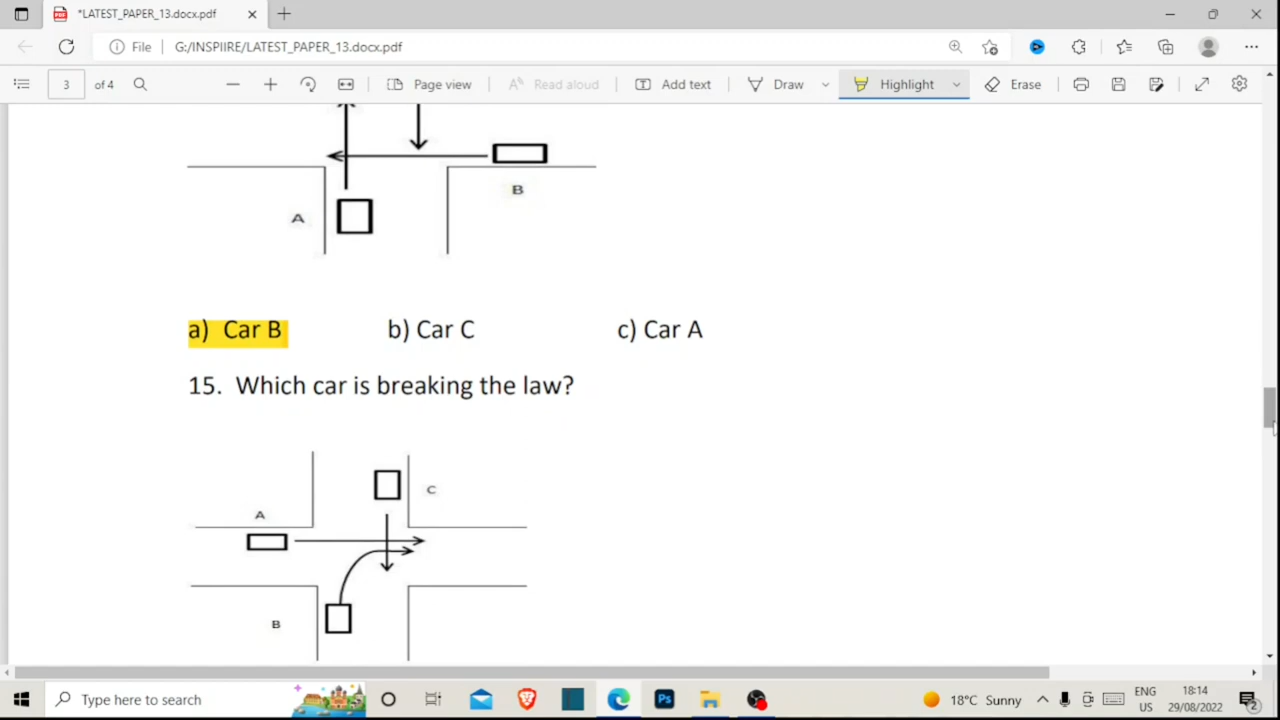 *LATEST_PAPER_13.docx.pdf
File G:/INSPIIRE/LATEST_PAPER_13.docx.pdf
3 of 4 Page view Read aloud Add text Draw Highlight Erase
B
A
a) Car B b) Car C c) Car A
15. Which car is breaking the law?
C
A
B
Type here to search
Ps
18°C Sunny
ENG
US
18:14
29/08/2022
2